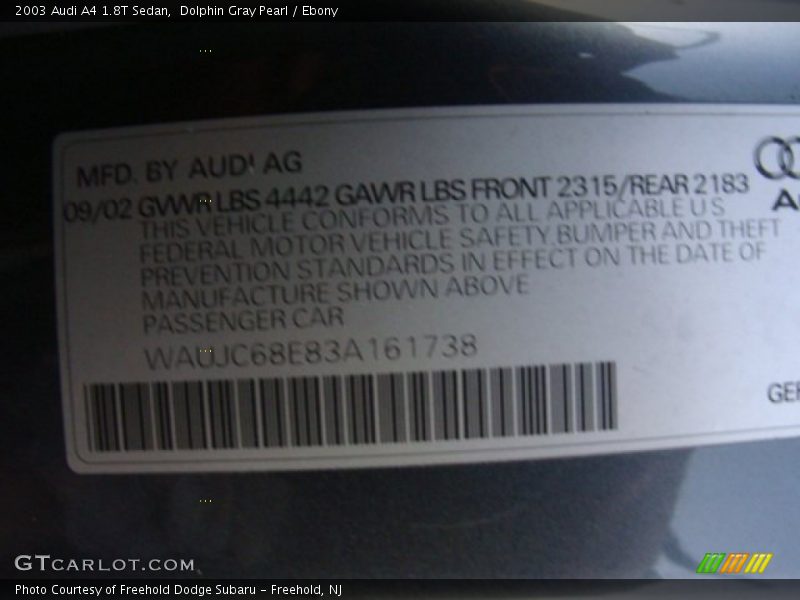 2003 Audi A4 1.8T Sedan, Dolphin Gray Pearl / Ebony
MFD. BY AUDI AG
09/02 GVWR LBS 4442 GAWR LBS FRONT 2315/REAR 2183
THIS VEHICLE CONFORMS TO ALL APPLICABLE U S
FEDERAL MOTOR VEHICLE SAFETY BUMPER AND THEFT
PREVENTION STANDARDS IN EFFECT ON THE DATE OF
MANUFACTURE SHOWN ABOVE
PASSENGER CAR
WAUJC68E83A161738
GTCARLOT.COM
Photo Courtesy of Freehold Dodge Subaru - Freehold, NJ